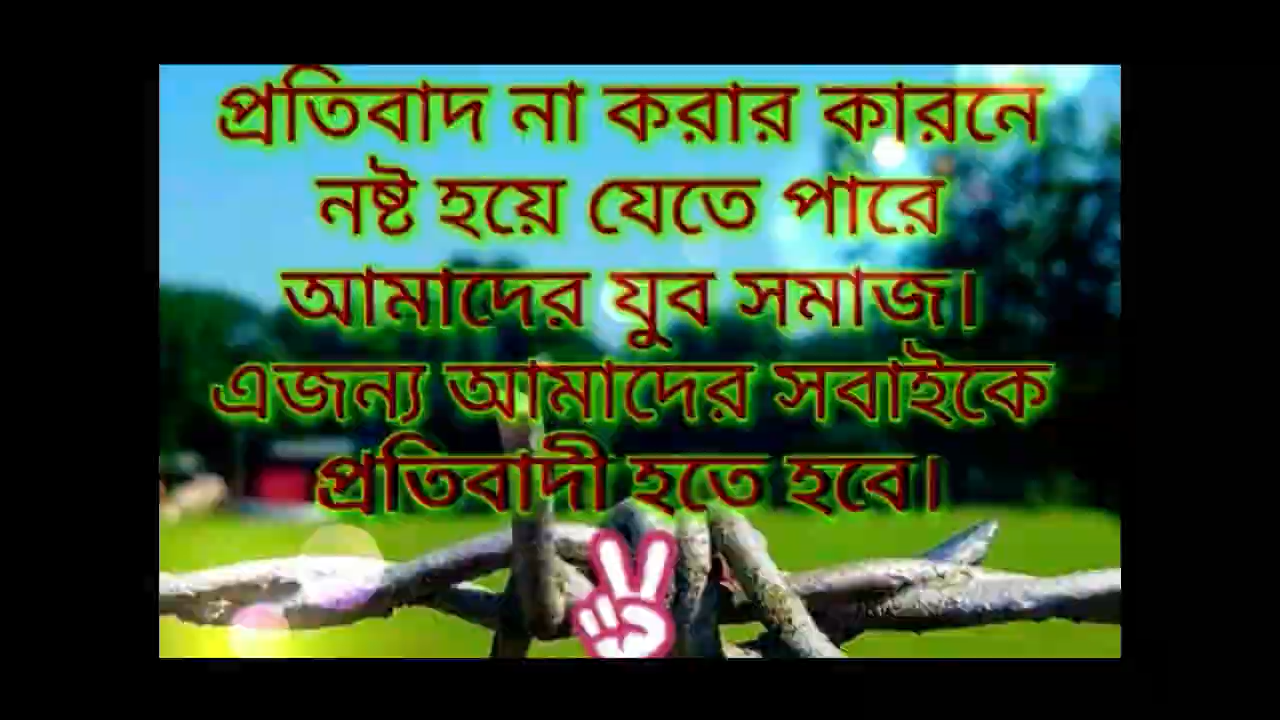 প্রতিবাদ না করার কারনে
নষ্ট হয়ে যেতে পারে
আমাদের যুব সমাজ।
এজন্য আমাদের সবাইকে
প্রতিবাদী হতে হবে।